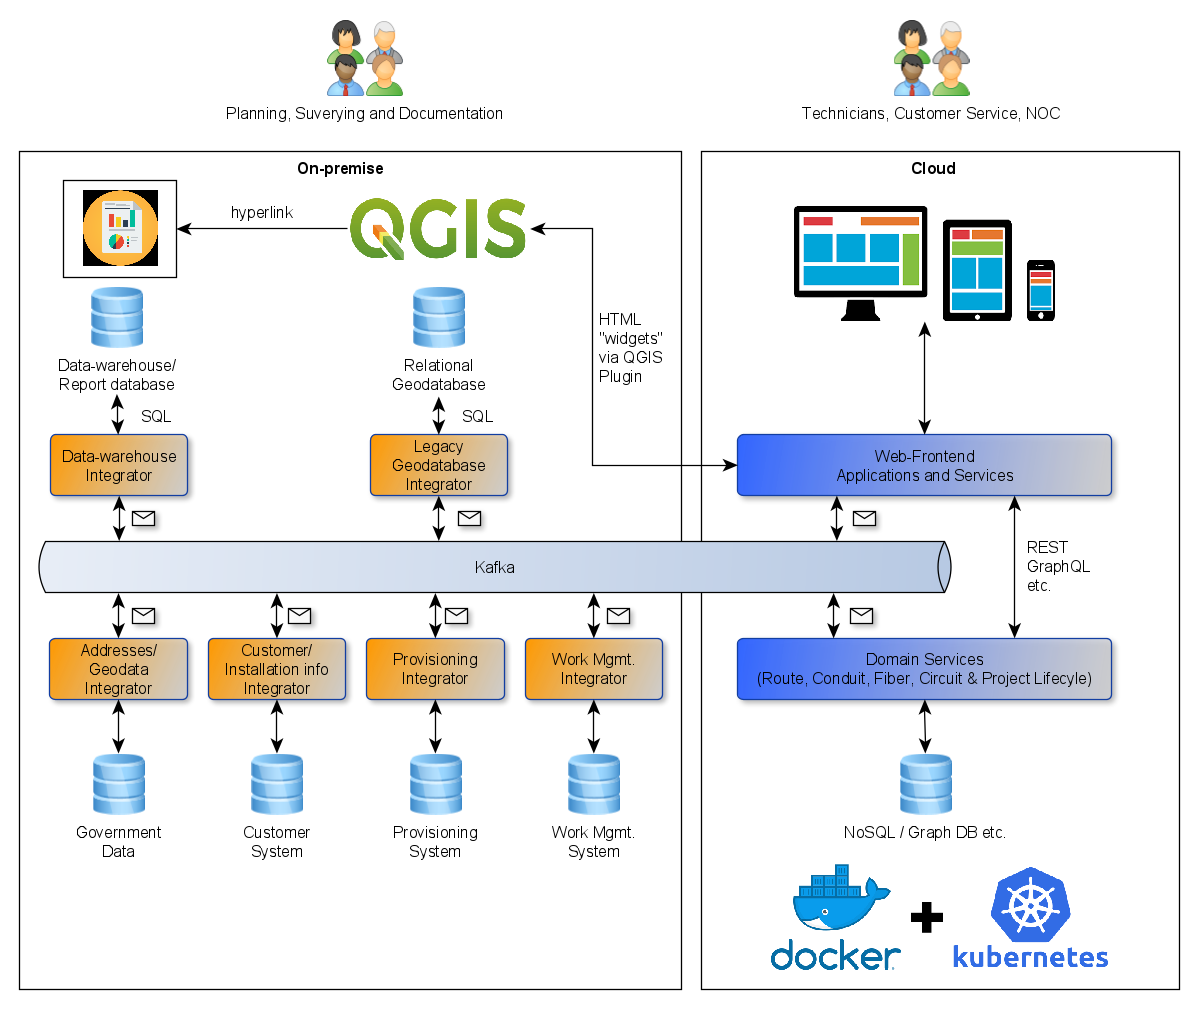 Planning, Suverying and Documentation
Technicians, Customer Service, NOC
On-premise
Cloud
hyperlink
QGIS
HTML
"widgets"
via QGIS
Plugin
Data-warehouse/
Report database
Relational
Geodatabase
SQL
SQL
Data-warehouse
Integrator
Legacy
Geodatabase
Integrator
Web-Frontend
Applications and Services
Kafka
REST
GraphQL
etc.
Addresses/
Geodata
Integrator
Customer/
Installation info
Integrator
Provisioning
Integrator
Work Mgmt.
Integrator
Domain Services
(Route, Conduit, Fiber, Circuit & Project Lifecyle)
Government
Data
Customer
System
Provisioning
System
Work Mgmt.
System
NoSQL / Graph DB etc.
docker
kubernetes